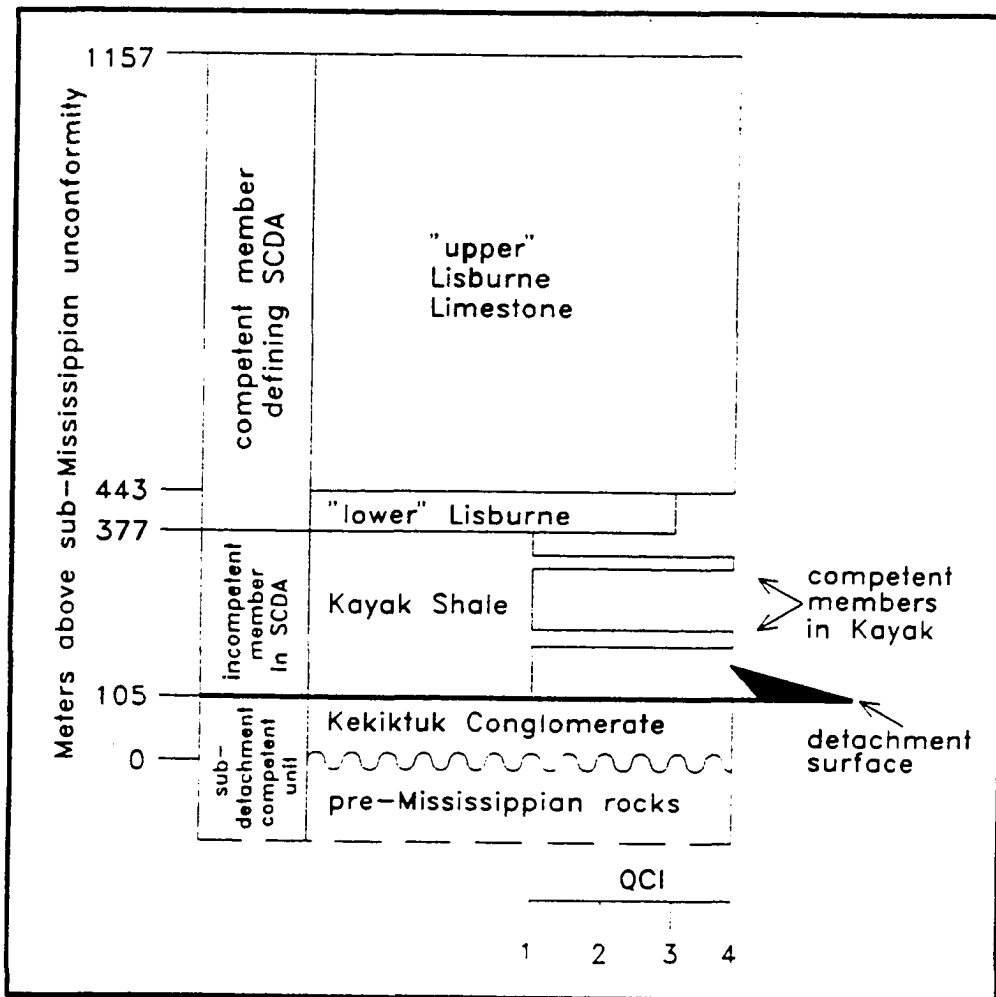 Meters above sub-Mississippian unconformity
1157
443
377
105
0
competent member
defining SCDA
incompetent
member
in SCDA
sub-
detachment
competent
unit
"upper"
Lisburne
Limestone
"lower" Lisburne
Kayak Shale
Kekiktuk Conglomerate
pre-Mississippian rocks
competent
members
in Kayak
detachment
surface
QCI
1 2 3 4